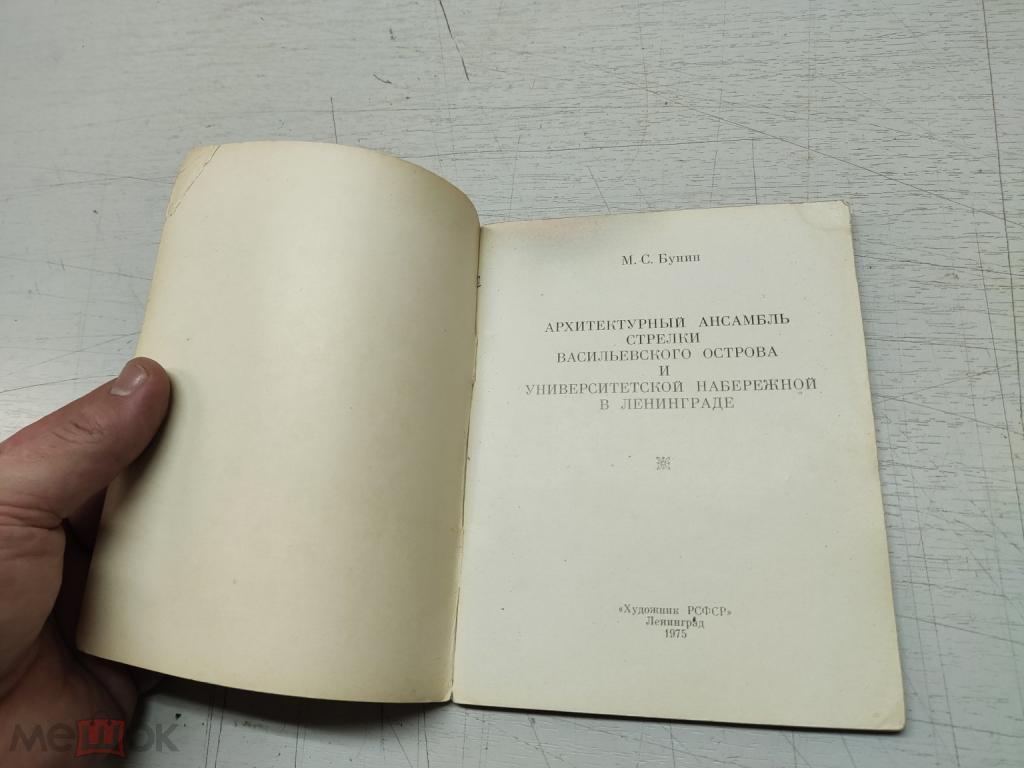 М. С. Бунин
АРХИТЕКТУРНЫЙ АНСАМБЛЬ
СТРЕЛКИ
ВАСИЛЬЕВСКОГО ОСТРОВА
И
УНИВЕРСИТЕТСКОЙ НАБЕРЕЖНОЙ
В ЛЕНИНГРАДЕ
«Художник РСФСР»
Ленинград
1975
мешок